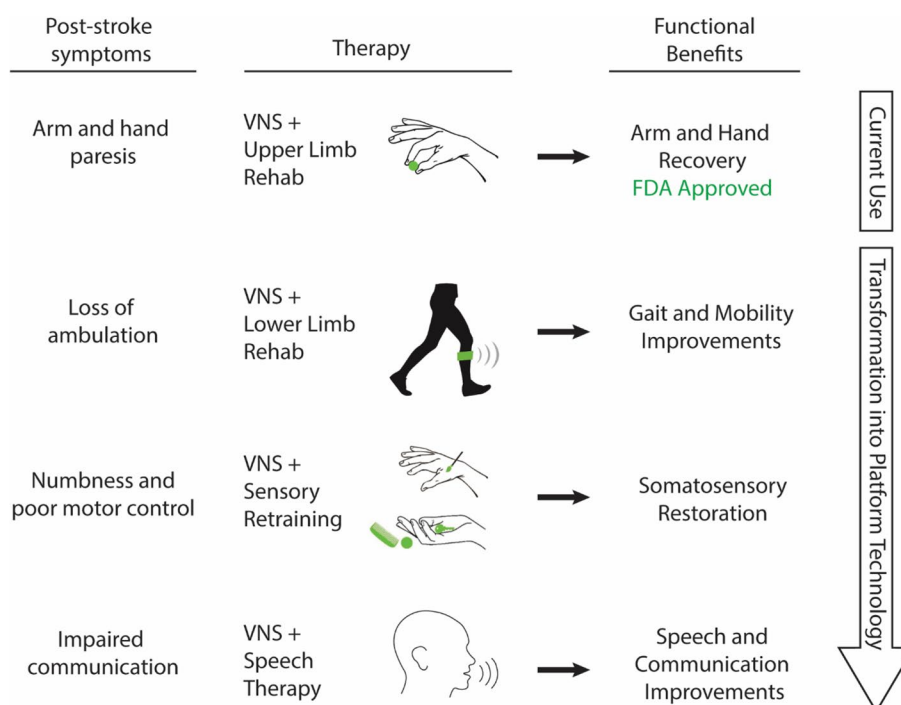 Post-stroke
symptoms
Therapy
Functional
Benefits
Arm and hand
paresis
VNS +
Upper Limb
Rehab
Arm and Hand
Recovery
FDA Approved
Current Use
Loss of
ambulation
VNS +
Lower Limb
Rehab
Gait and Mobility
Improvements
Numbness and
poor motor control
VNS +
Sensory
Retraining
Somatosensory
Restoration
Impaired
communication
VNS +
Speech
Therapy
Speech and
Communication
Improvements
Transformation into Platform Technology